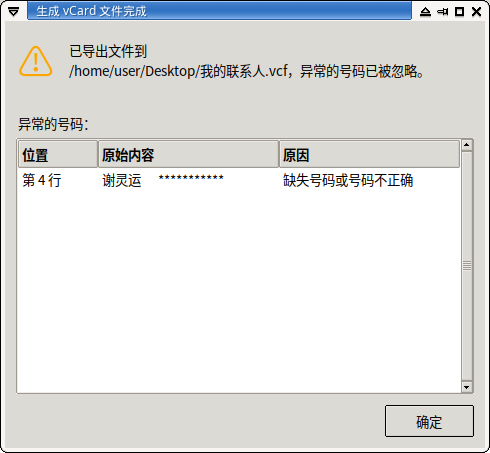 生成 vCard 文件完成
已导出文件到
/home/user/Desktop/我的联系人.vcf，异常的号码已被忽略。
异常的号码：
位置 原始内容 原因
第 4 行 谢灵运 *********** 缺失号码或号码不正确
确定